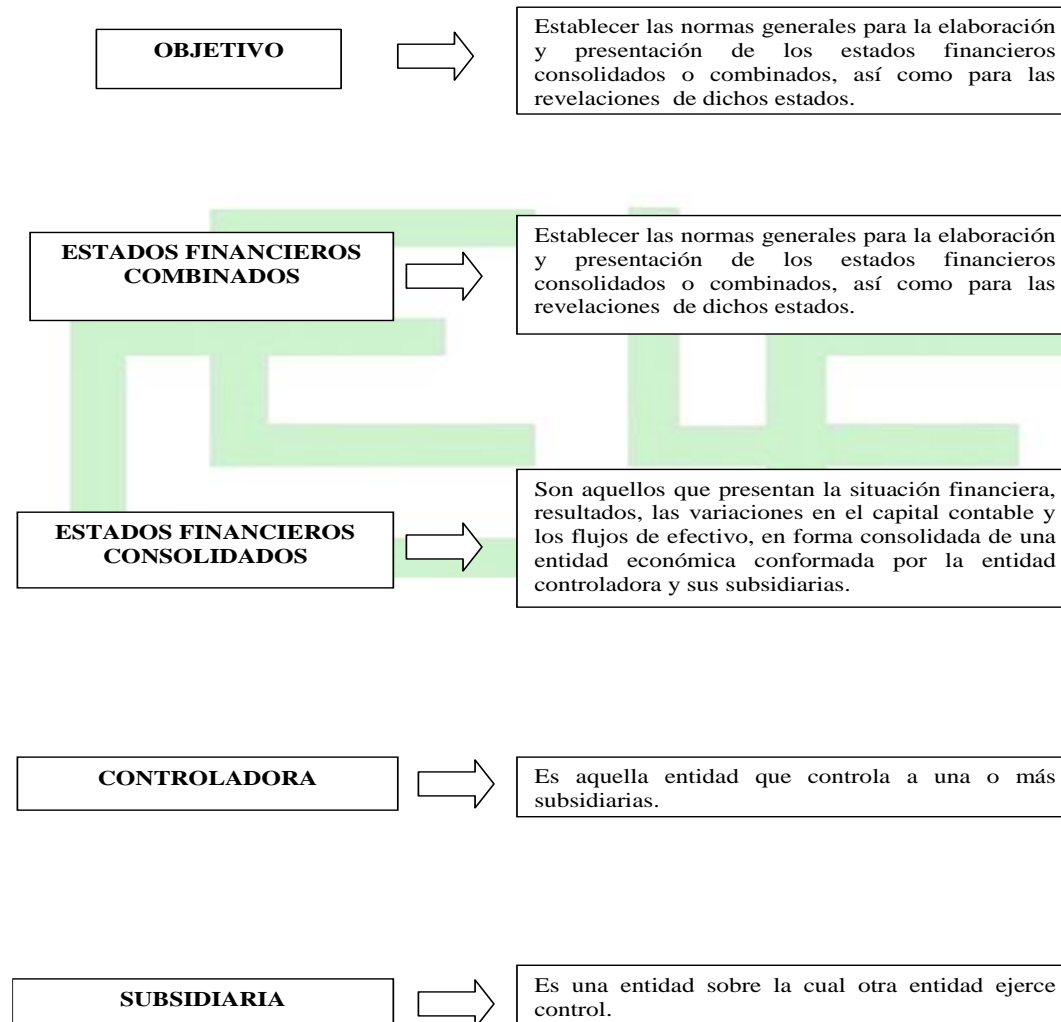 OBJETIVO
Establecer las normas generales para la elaboración
y presentación de los estados financieros
consolidados o combinados, así como para las
revelaciones de dichos estados.
ESTADOS FINANCIEROS
COMBINADOS
Establecer las normas generales para la elaboración
y presentación de los estados financieros
consolidados o combinados, así como para las
revelaciones de dichos estados.
ESTADOS FINANCIEROS
CONSOLIDADOS
Son aquellos que presentan la situación financiera,
resultados, las variaciones en el capital contable y
los flujos de efectivo, en forma consolidada de una
entidad económica conformada por la entidad
controladora y sus subsidiarias.
CONTROLADORA
Es aquella entidad que controla a una o más
subsidiarias.
SUBSIDIARIA
Es una entidad sobre la cual otra entidad ejerce
control.